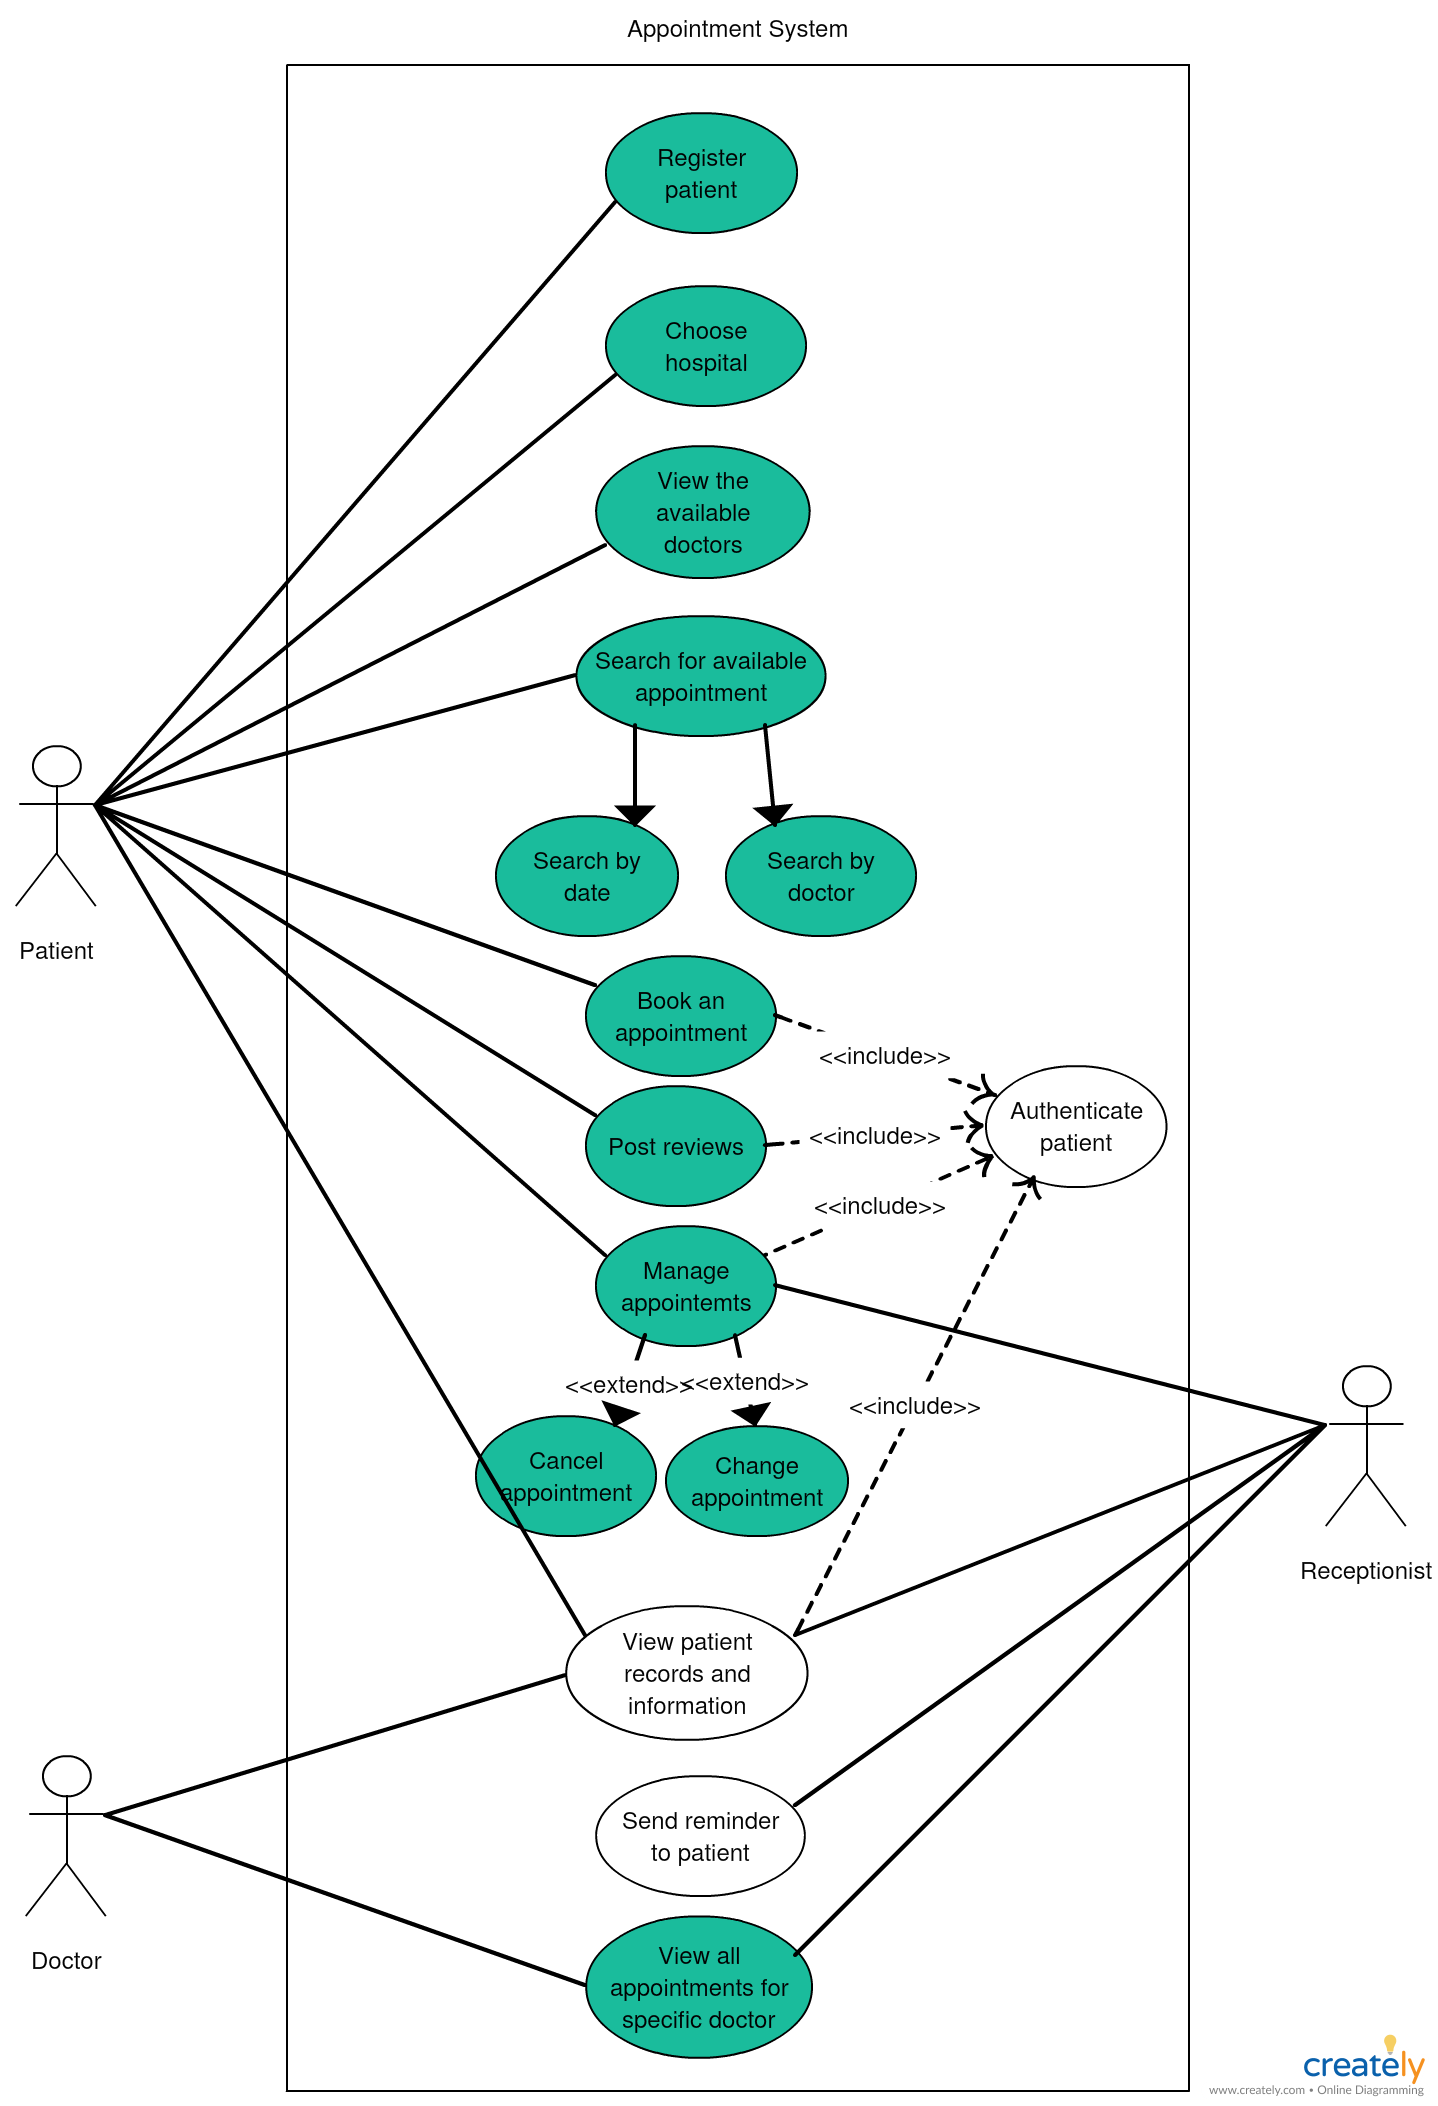 Appointment System
Register
patient
Choose
hospital
View the
available
doctors
Search for available
appointment
Search by
date
Search by
doctor
Patient
Book an
appointment
<<include>>
Authenticate
patient
Post reviews
<<include>>
<<include>>
Manage
appointemts
<<extend>>
<<extend>>
<<include>>
Cancel
appointment
Change
appointment
Receptionist
View patient
records and
information
Send reminder
to patient
Doctor
View all
appointments for
specific doctor
creately
www.creately.com • Online Diagramming